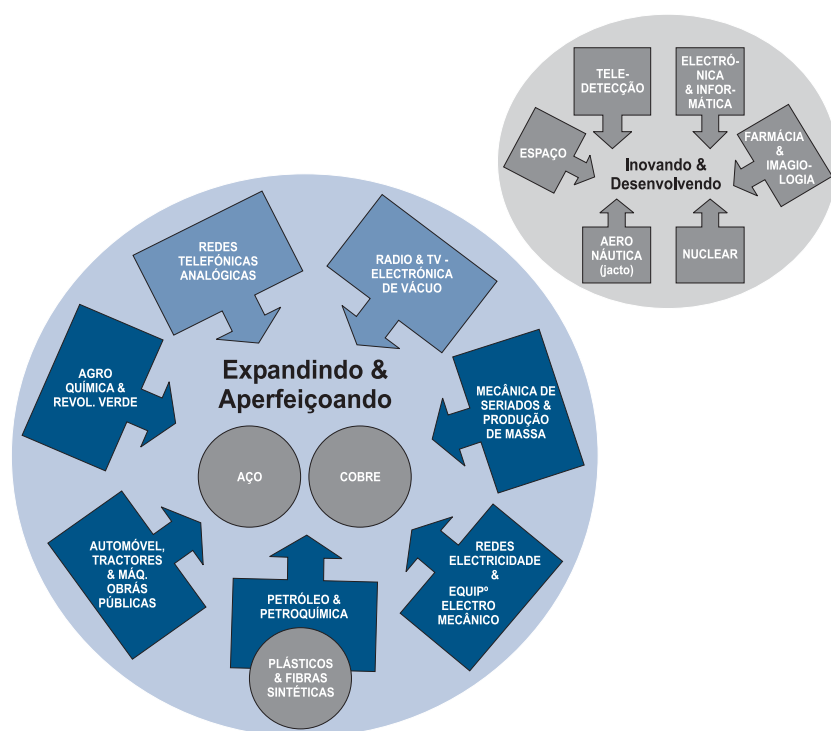 ELECTRÓ-
NICA
& INFOR-
MÁTICA
TELE-
DETECÇÃO
ESPAÇO
FARMÁCIA
&
IMAGIO-
LOGIA
Inovando &
Desenvolvendo
AERO
NÁUTICA
(jacto)
NUCLEAR
REDES
TELEFÓNICAS
ANALÓGICAS
RADIO & TV -
ELECTRÓNICA
DE VÁCUO
AGRO
QUÍMICA &
REVOL. VERDE
Expandindo &
Aperfeiçoando
MECÂNICA DE
SERIADOS &
PRODUÇÃO
DE MASSA
AÇO
COBRE
AUTOMÓVEL,
TRACTORES
& MÁQ.
OBRÁS
PÚBLICAS
REDES
ELECTRICIDADE
&
EQUIPº
ELECTRO
MECÂNICO
PETRÓLEO &
PETROQUÍMICA
PLÁSTICOS
& FIBRAS
SINTÉTICAS